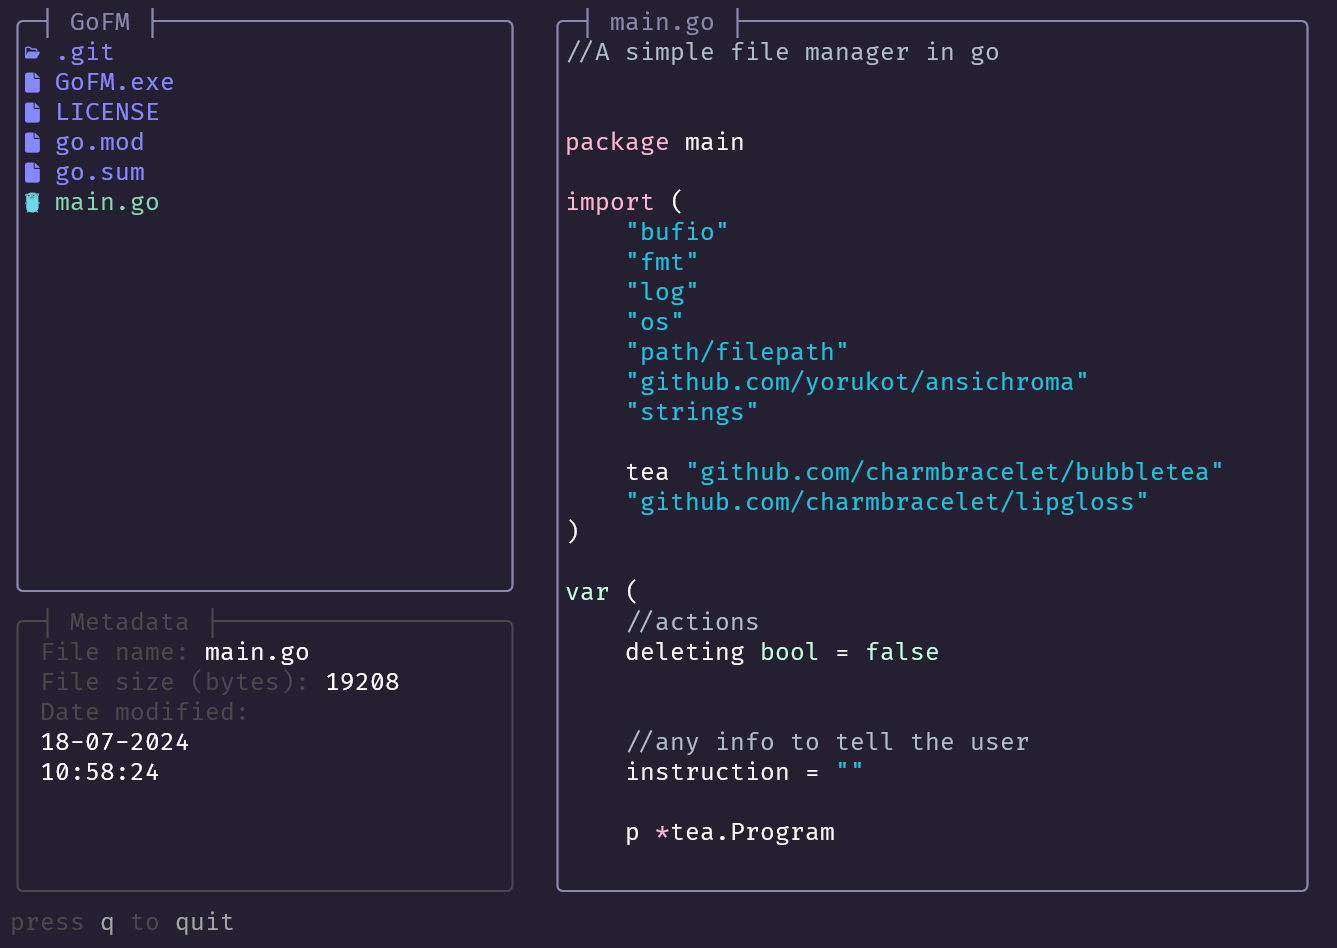 GoFM
.git
GoFM.exe
LICENSE
go.mod
go.sum
main.go
Metadata
File name: main.go
File size (bytes): 19208
Date modified:
18-07-2024
10:58:24
main.go
//A simple file manager in go
package main
import (
"bufio"
"fmt"
"log"
"os"
"path/filepath"
"github.com/yorukot/ansichroma"
"strings"
tea "github.com/charmbracelet/bubbletea"
"github.com/charmbracelet/lipgloss"
)
var (
//actions
deleting bool = false
//any info to tell the user
instruction = ""
p *tea.Program
press q to quit